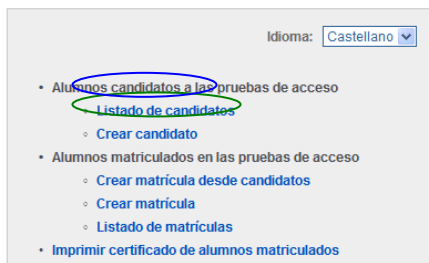 Idioma: Castellano
Alumnos candidatos a las pruebas de acceso
Listado de candidatos
Crear candidato
Alumnos matriculados en las pruebas de acceso
Crear matrícula desde candidatos
Crear matrícula
Listado de matrículas
Imprimir certificado de alumnos matriculados